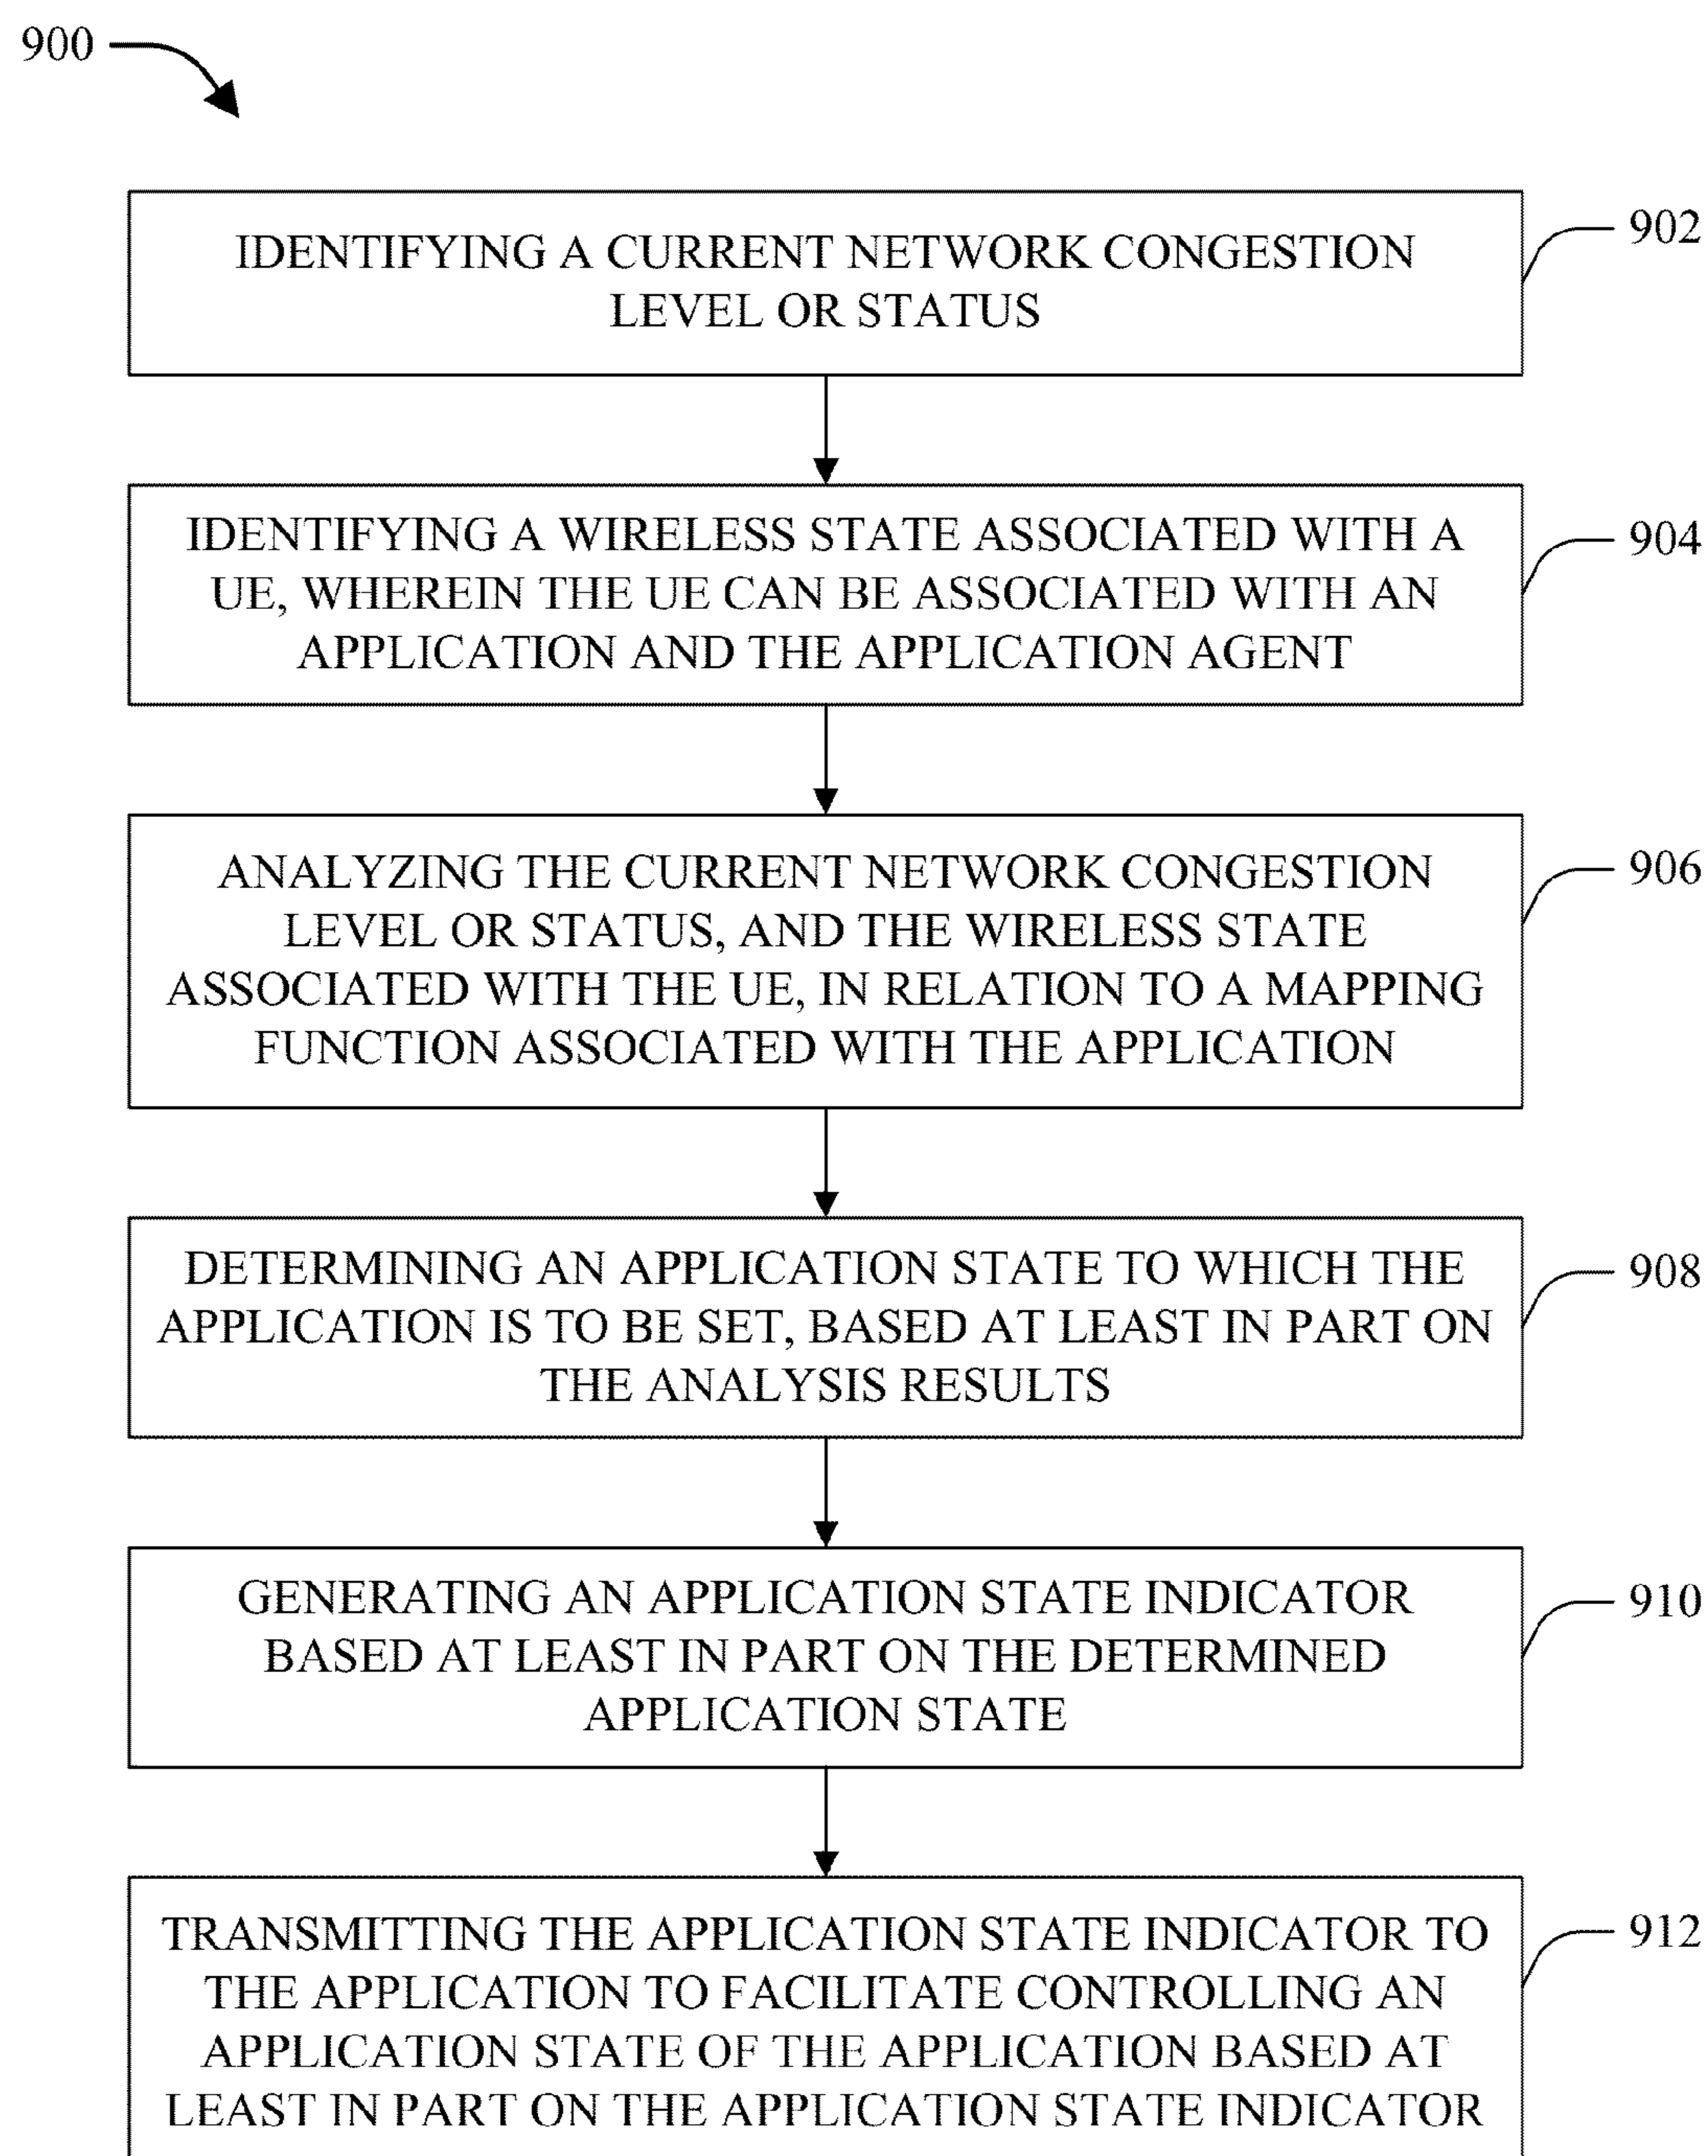 900
IDENTIFYING A CURRENT NETWORK CONGESTION
LEVEL OR STATUS
902
IDENTIFYING A WIRELESS STATE ASSOCIATED WITH A
UE, WHEREIN THE UE CAN BE ASSOCIATED WITH AN
APPLICATION AND THE APPLICATION AGENT
904
ANALYZING THE CURRENT NETWORK CONGESTION
LEVEL OR STATUS, AND THE WIRELESS STATE
ASSOCIATED WITH THE UE, IN RELATION TO A MAPPING
FUNCTION ASSOCIATED WITH THE APPLICATION
906
DETERMINING AN APPLICATION STATE TO WHICH THE
APPLICATION IS TO BE SET, BASED AT LEAST IN PART ON
THE ANALYSIS RESULTS
908
GENERATING AN APPLICATION STATE INDICATOR
BASED AT LEAST IN PART ON THE DETERMINED
APPLICATION STATE
910
TRANSMITTING THE APPLICATION STATE INDICATOR TO
THE APPLICATION TO FACILITATE CONTROLLING AN
APPLICATION STATE OF THE APPLICATION BASED AT
LEAST IN PART ON THE APPLICATION STATE INDICATOR
912